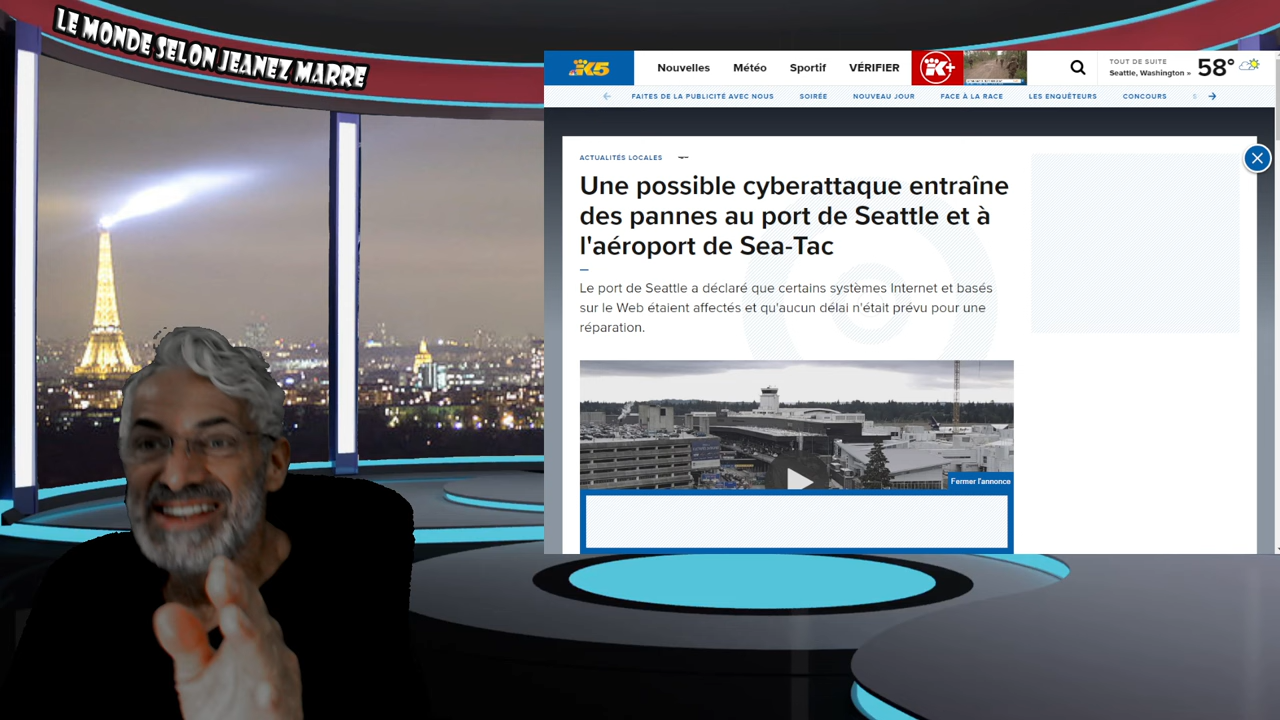 LE MONDE SELON JEANEZ MARRE
K5
Nouvelles Météo Sportif VÉRIFIER
K+
TOUT DE SUITE
Seattle, Washington »
58°
FAITES DE LA PUBLICITÉ AVEC NOUS SOIRÉE NOUVEAU JOUR FACE À LA RACE LES ENQUÊTEURS CONCOURS S
ACTUALITÉS LOCALES
Une possible cyberattaque entraîne
des pannes au port de Seattle et à
l'aéroport de Sea-Tac
Le port de Seattle a déclaré que certains systèmes Internet et basés
sur le Web étaient affectés et qu'aucun délai n'était prévu pour une
réparation.
Fermer l'annonce